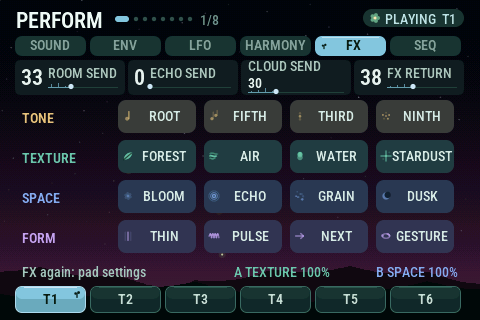 PERFORM 1/8 PLAYING T1
SOUND ENV LFO HARMONY FX SEQ
33 ROOM SEND 0 ECHO SEND CLOUD SEND 30 38 FX RETURN
TONE ROOT FIFTH THIRD NINTH
TEXTURE FOREST AIR WATER STARDUST
SPACE BLOOM ECHO GRAIN DUSK
FORM THIN PULSE NEXT GESTURE
FX again: pad settings A TEXTURE 100% B SPACE 100%
T1 T2 T3 T4 T5 T6